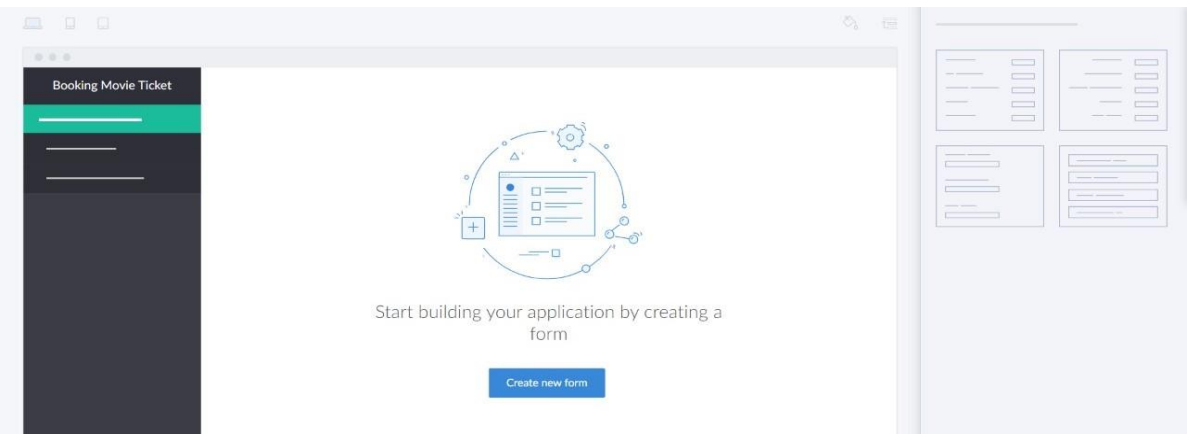 Booking Movie Ticket
Start building your application by creating a
form
Create new form